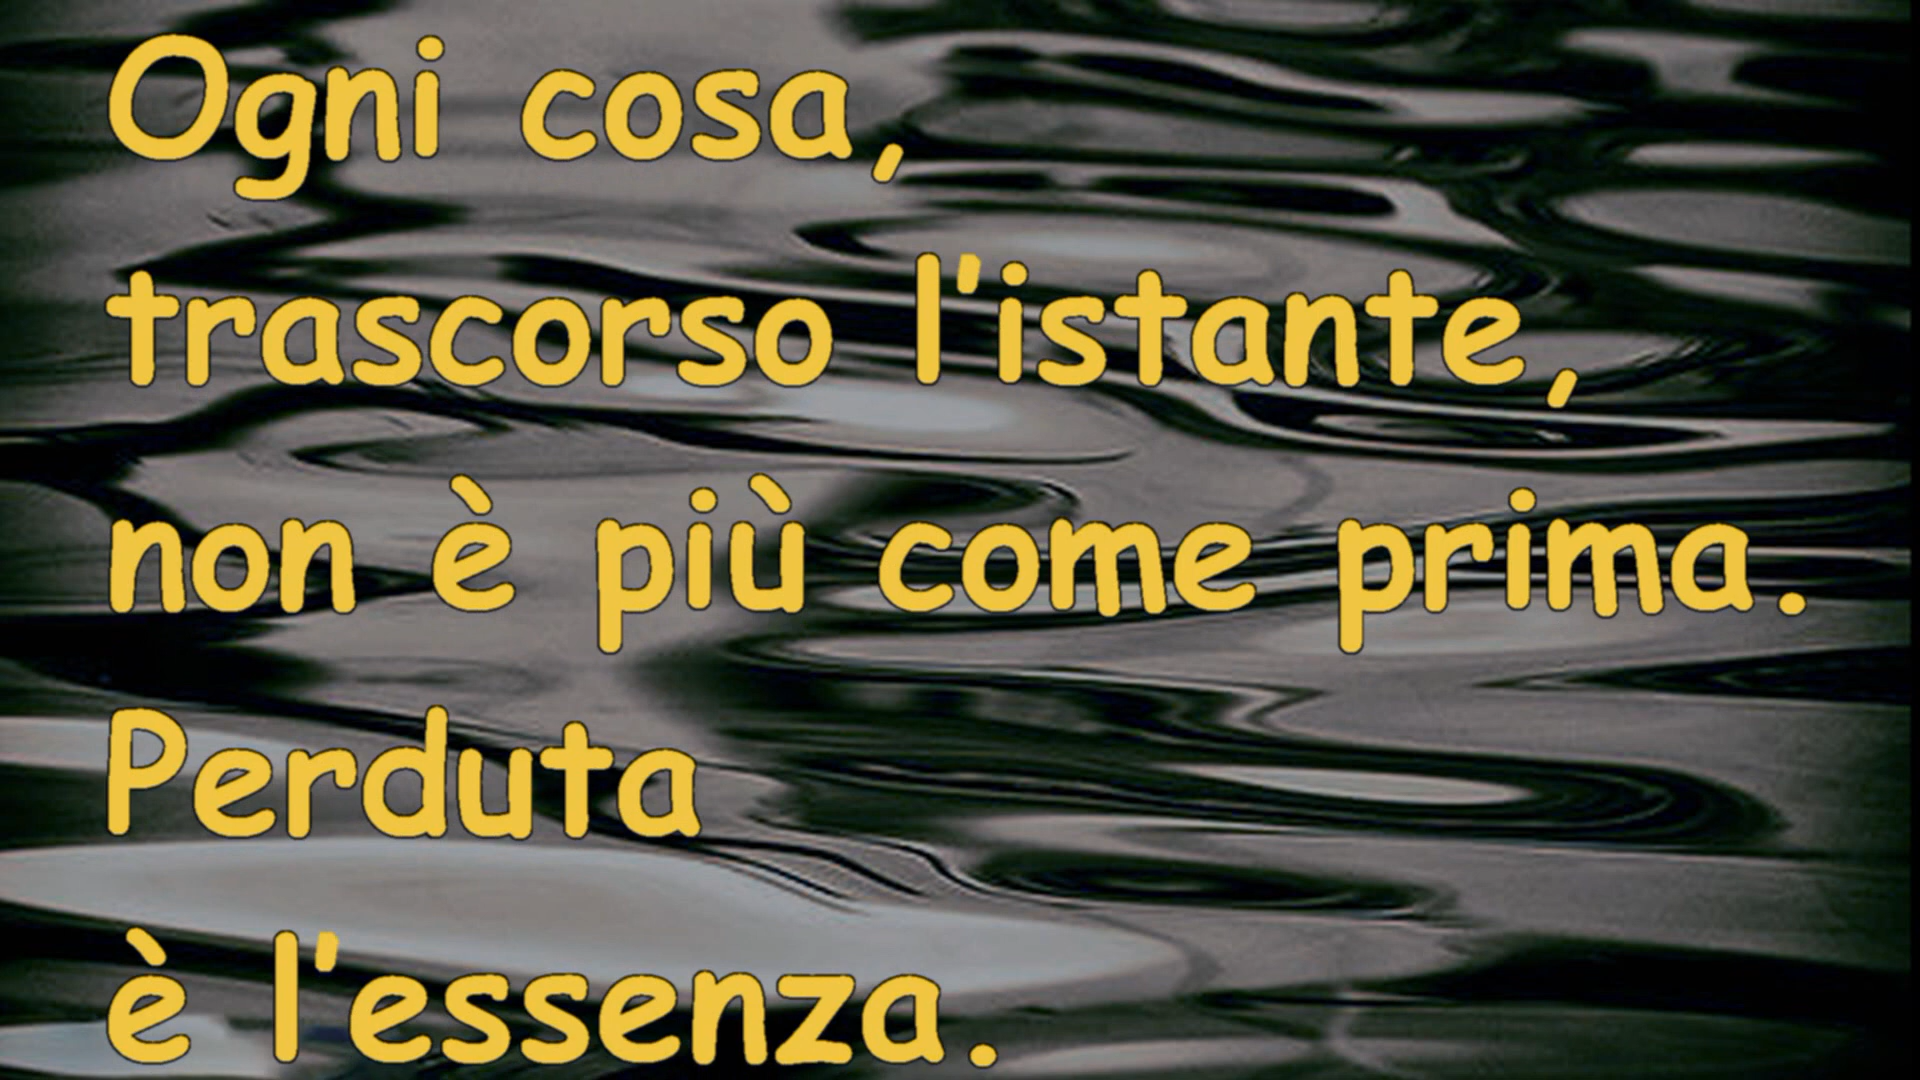 Ogni cosa,
trascorso l'istante,
non è più come prima.
Perduta
è l'essenza.